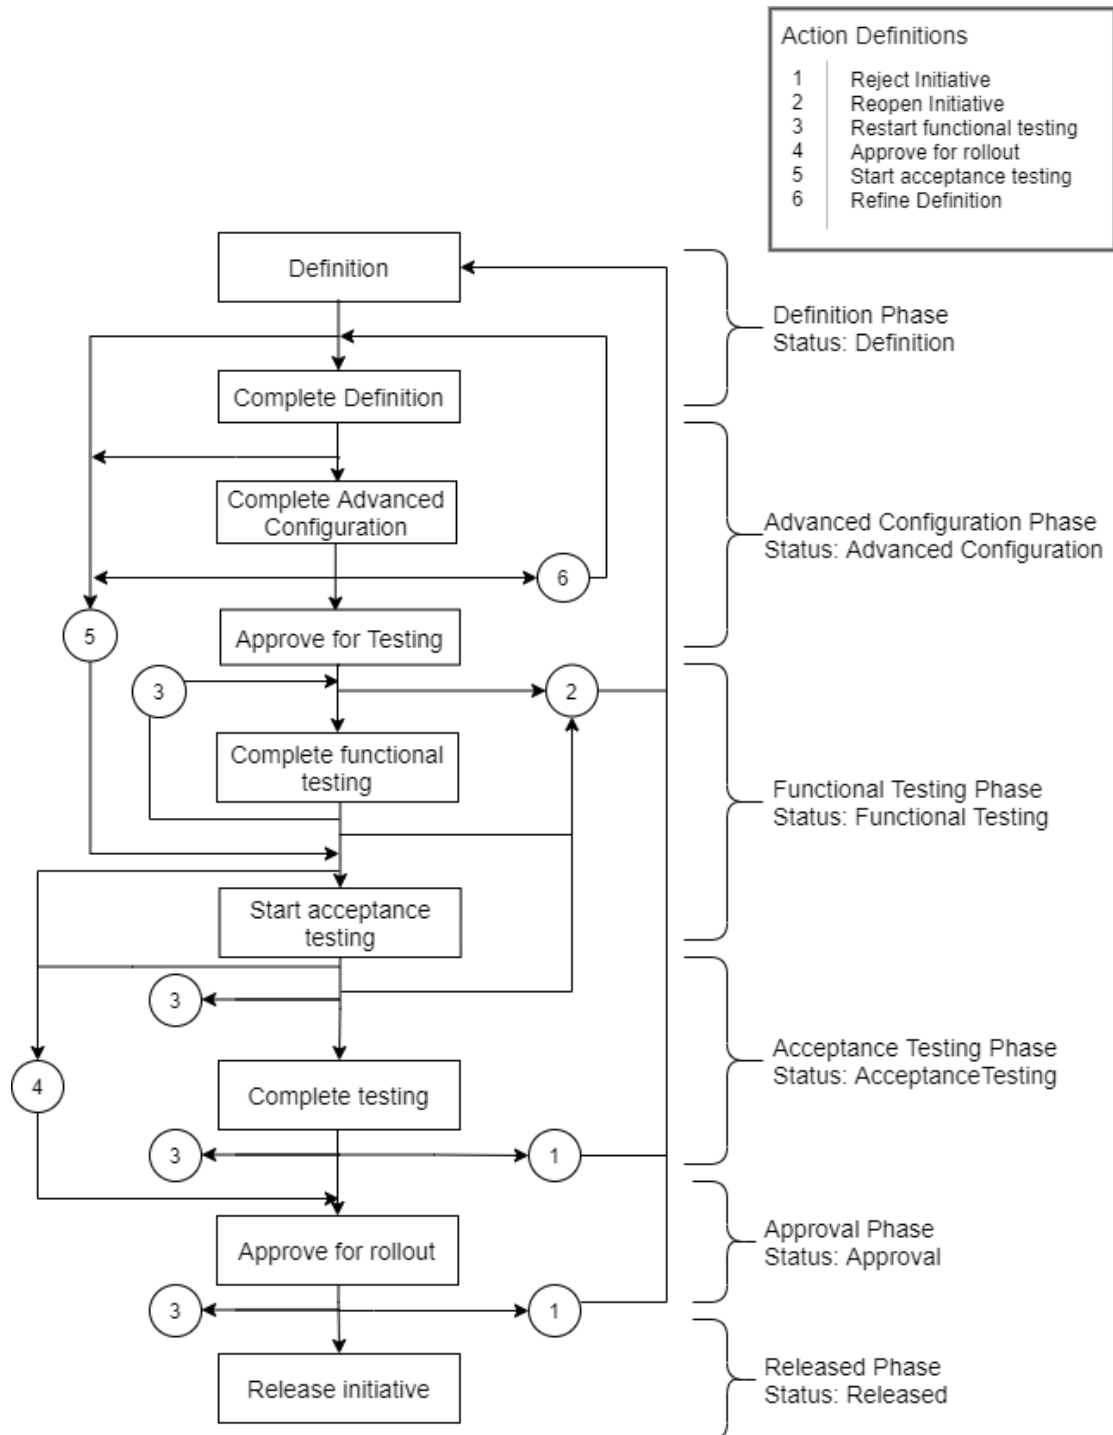 Action Definitions
1 Reject Initiative
2 Reopen Initiative
3 Restart functional testing
4 Approve for rollout
5 Start acceptance testing
6 Refine Definition
Definition
Definition Phase
Status: Definition
Complete Definition
Complete Advanced
Configuration
Advanced Configuration Phase
Status: Advanced Configuration
6
5
Approve for Testing
3
2
Complete functional
testing
Functional Testing Phase
Status: Functional Testing
Start acceptance
testing
3
Acceptance Testing Phase
Status: AcceptanceTesting
4
Complete testing
3
1
Approve for rollout
Approval Phase
Status: Approval
3
1
Release initiative
Released Phase
Status: Released